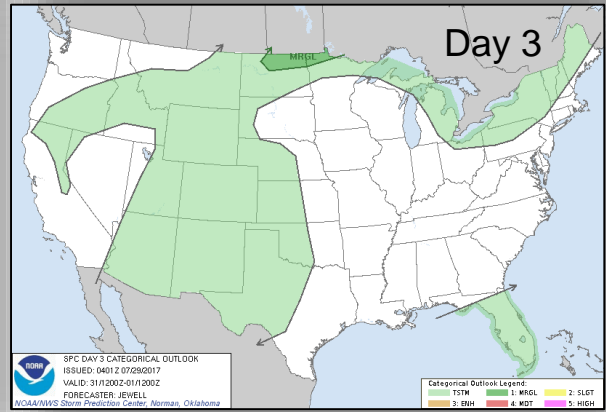 Day 3
MRGL
NOAA
SPC DAY 3 CATEGORICAL OUTLOOK
ISSUED: 0401Z 07/29/2017
VALID: 31/1200Z-01/1200Z
FORECASTER: JEWELL
NOAA/NWS Storm Prediction Center, Norman, Oklahoma
Categorical Outlook Legend:
TSTM 1: MRGL 2: SLGT
3: ENH 4: MDT 5: HIGH